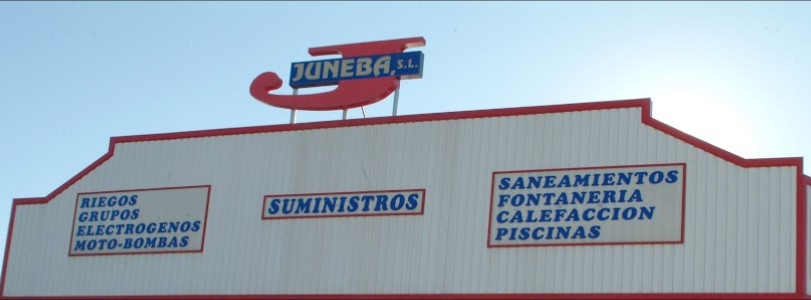 JUNEBA, S.L.
RIEGOS
GRUPOS
ELECTROGENOS
MOTO-BOMBAS
SUMINISTROS
SANEAMIENTOS
FONTANERIA
CALEFACCION
PISCINAS